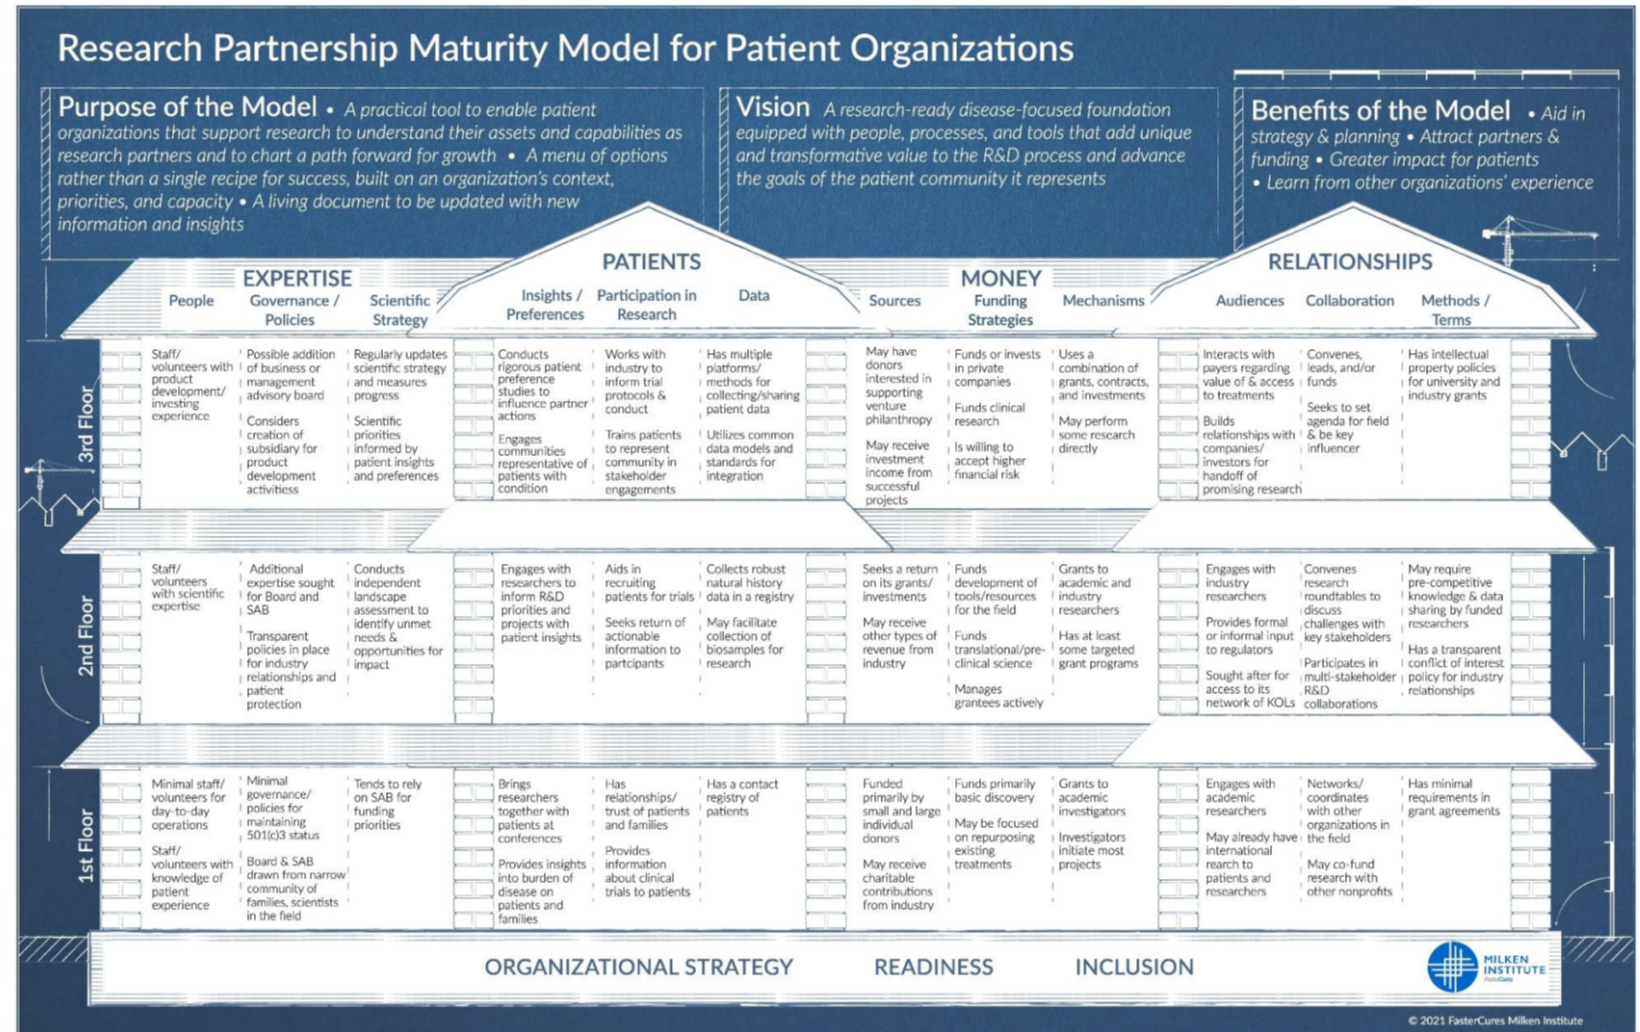 Research Partnership Maturity Model for Patient Organizations
Purpose of the Model • A practical tool to enable patient
organizations that support research to understand their assets and capabilities as
research partners and to chart a path forward for growth • A menu of options
rather than a single recipe for success, built on an organization's context,
priorities, and capacity • A living document to be updated with new
information and insights
Vision A research-ready disease-focused foundation
equipped with people, processes, and tools that add unique
and transformative value to the R&D process and advance
the goals of the patient community it represents
Benefits of the Model • Aid in
strategy & planning • Attract partners &
funding • Greater impact for patients
• Learn from other organizations' experience
EXPERTISE
People
Governance /
Policies
Scientific
Strategy
PATIENTS
Insights /
Preferences
Participation in
Research
Data
MONEY
Sources
Funding
Strategies
Mechanisms
RELATIONSHIPS
Audiences
Collaboration
Methods /
Terms
3rd Floor
Staff/
volunteers with
product
development/
investing
experience
Possible addition
of business or
management
advisory board
Considers
creation of
subsidiary for
product
development
activitiess
Regularly updates
scientific strategy
and measures
progress
Scientific
priorities
informed by
patient insights
and preferences
Conducts
rigorous patient
preference
studies to
influence partner
actions
Engages
communities
representative of
patients with
condition
Works with
industry to
inform trial
protocols &
conduct
Trains patients
to represent
community in
stakeholder
engagements
Has multiple
platforms/
methods for
collecting/sharing
patient data
Utilizes common
data models and
standards for
integration
May have
donors
interested in
supporting
venture
philanthropy
May receive
investment
income from
successful
projects
Funds or invests
in private
companies
Funds clinical
research
Is willing to
accept higher
financial risk
Uses a
combination of
grants, contracts,
and investments
May perform
some research
directly
Interacts with
payers regarding
value of & access
to treatments
Builds
relationships with
companies/
investors for
handoff of
promising research
Convenes,
leads, and/or
funds
Seeks to set
agenda for field
& be key
influencer
Has intellectual
property policies
for university and
industry grants
2nd Floor
Staff/
volunteers
with scientific
expertise
Additional
expertise sought
for Board and
SAB
Transparent
policies in place
for industry
relationships and
patient
protection
Conducts
independent
landscape
assessment to
identify unmet
needs &
opportunities for
impact
Engages with
researchers to
inform R&D
priorities and
projects with
patient insights
Aids in
recruiting
patients for trials
Seeks return of
actionable
information to
partcipants
Collects robust
natural history
data in a registry
May facilitate
collection of
biosamples for
research
Seeks a return
on its grants/
investments
May receive
other types of
revenue from
industry
Funds
development of
tools/resources
for the field
Funds
translational/pre-
clinical science
Manages
grantees actively
Grants to
academic and
industry
researchers
Has at least
some targeted
grant programs
Engages with
industry
researchers
Provides formal
or informal input
to regulators
Sought after for
access to its
network of KOLs
Convenes
research
roundtables to
discuss
challenges with
key stakeholders
Participates in
multi-stakeholder
R&D
collaborations
May require
pre-competitive
knowledge & data
sharing by funded
researchers
Has a transparent
conflict of interest
policy for industry
relationships
1st Floor
Minimal staff/
volunteers for
day-to-day
operations
Staff/
volunteers with
knowledge of
patient
experience
Minimal
governance/
policies for
maintaining
501(c)3 status
Board & SAB
drawn from narrow
community of
families, scientists
in the field
Tends to rely
on SAB for
funding
priorities
Brings
researchers
together with
patients at
conferences
Provides insights
into burden of
disease on
patients and
families
Has
relationships/
trust of patients
and families
Provides
information
about clinical
trials to patients
Has a contact
registry of
patients
Funded
primarily by
small and large
individual
donors
May receive
charitable
contributions
from industry
Funds primarily
basic discovery
May be focused
on repurposing
existing
treatments
Grants to
academic
investigators
Investigators
initiate most
projects
Engages with
academic
researchers
May already have
international
rearch to
patients and
researchers
Networks/
coordinates
with other
organizations in
the field
May co-fund
research with
other nonprofits
Has minimal
requirements in
grant agreements
ORGANIZATIONAL STRATEGY
READINESS
INCLUSION
MILKEN
INSTITUTE
FasterCures
© 2021 FasterCures Milken Institute